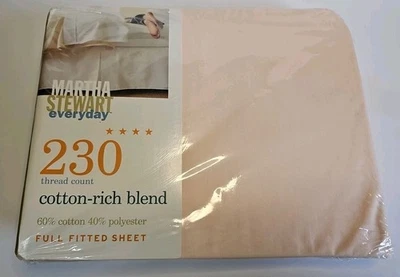 MARTHA
STEWART
everyday
230
thread count
cotton-rich blend
60% cotton 40% polyester
FULL FITTED SHEET